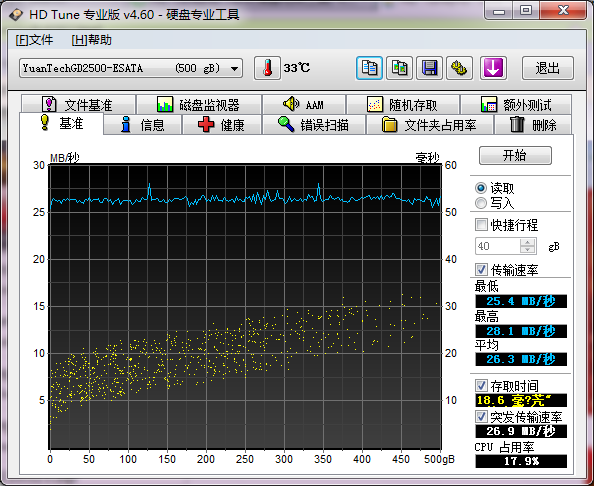 HD Tune 专业版 v4.60 - 硬盘专业工具
[F]文件 [H]帮助
YuanTechGD2500-ESATA (500 gB) 33℃ 退出
文件基准 磁盘监视器 AAM 随机存取 额外测试
基准 信息 健康 错误扫描 文件夹占用率 删除
MB/秒 毫秒
30 60
25 50
20 40
15 30
10 20
5 10
0 50 100 150 200 250 300 350 400 450 500gB
开始
读取
写入
快捷行程
40 gB
传输速率
最低
25.4 MB/秒
最高
28.1 MB/秒
平均
26.3 MB/秒
存取时间
18.6 毫?
突发传输速率
26.9 MB/秒
CPU 占用率
17.9%